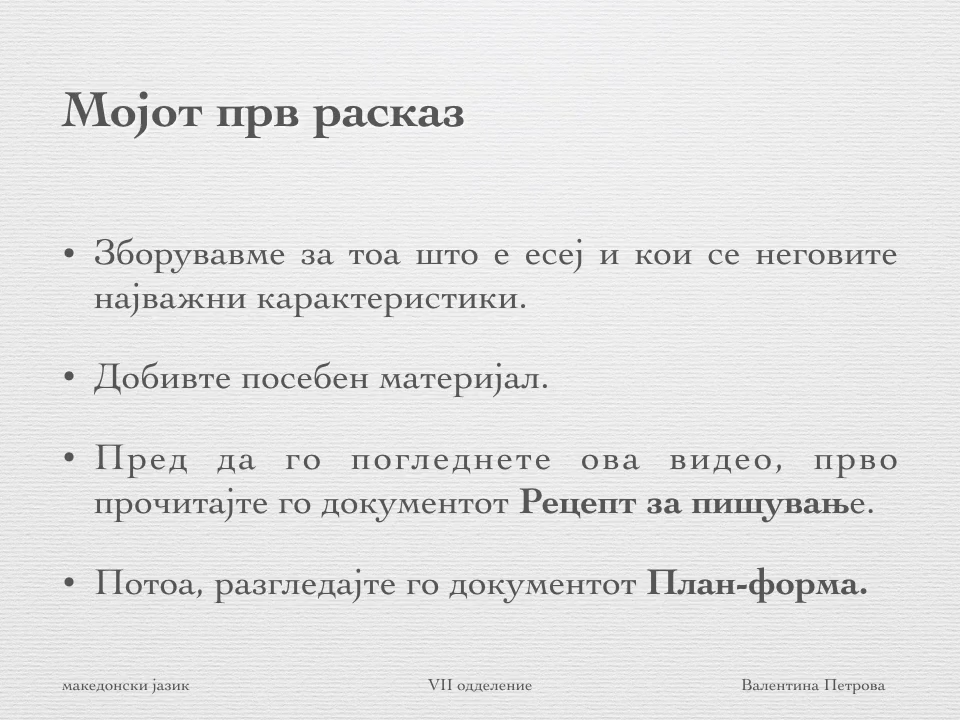 Мојот прв расказ
• Зборувавме за тоа што е есеј и кои се неговите
најважни карактеристики.
• Добивте посебен материјал.
• Пред да го погледнете ова видео, прво
прочитајте го документот Рецепт за пишување.
• Потоа, разгледајте го документот План-форма.
македонски јазик VII одделение Валентина Петрова